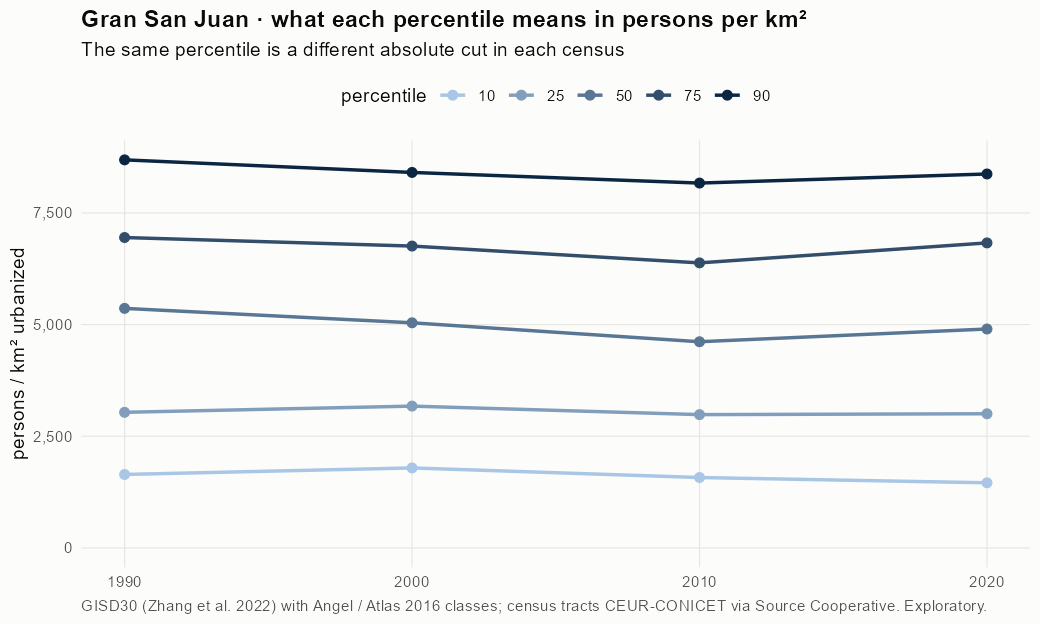 Gran San Juan · what each percentile means in persons per km²
The same percentile is a different absolute cut in each census
percentile 10 25 50 75 90
persons / km² urbanized
7,500
5,000
2,500
0
1990 2000 2010 2020
GISD30 (Zhang et al. 2022) with Angel / Atlas 2016 classes; census tracts CEUR-CONICET via Source Cooperative. Exploratory.